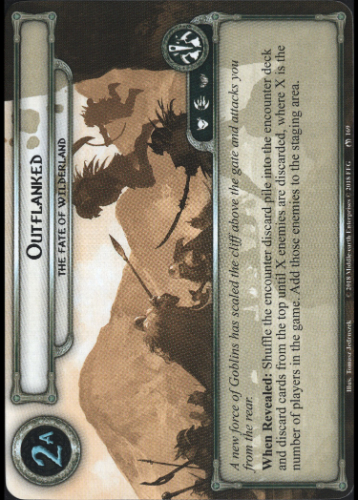 2A
OUTFLANKED
THE FATE OF WILDERLAND
A new force of Goblins has scaled the cliff above the gate and attacks you
from the rear.
When Revealed: Shuffle the encounter discard pile into the encounter deck
and discard cards from the top until X enemies are discarded, where X is the
number of players in the game. Add those enemies to the staging area.
Illus. Tomasz Jedruszek © 2018 Middle-earth Enterprises © 2018 FFG 169